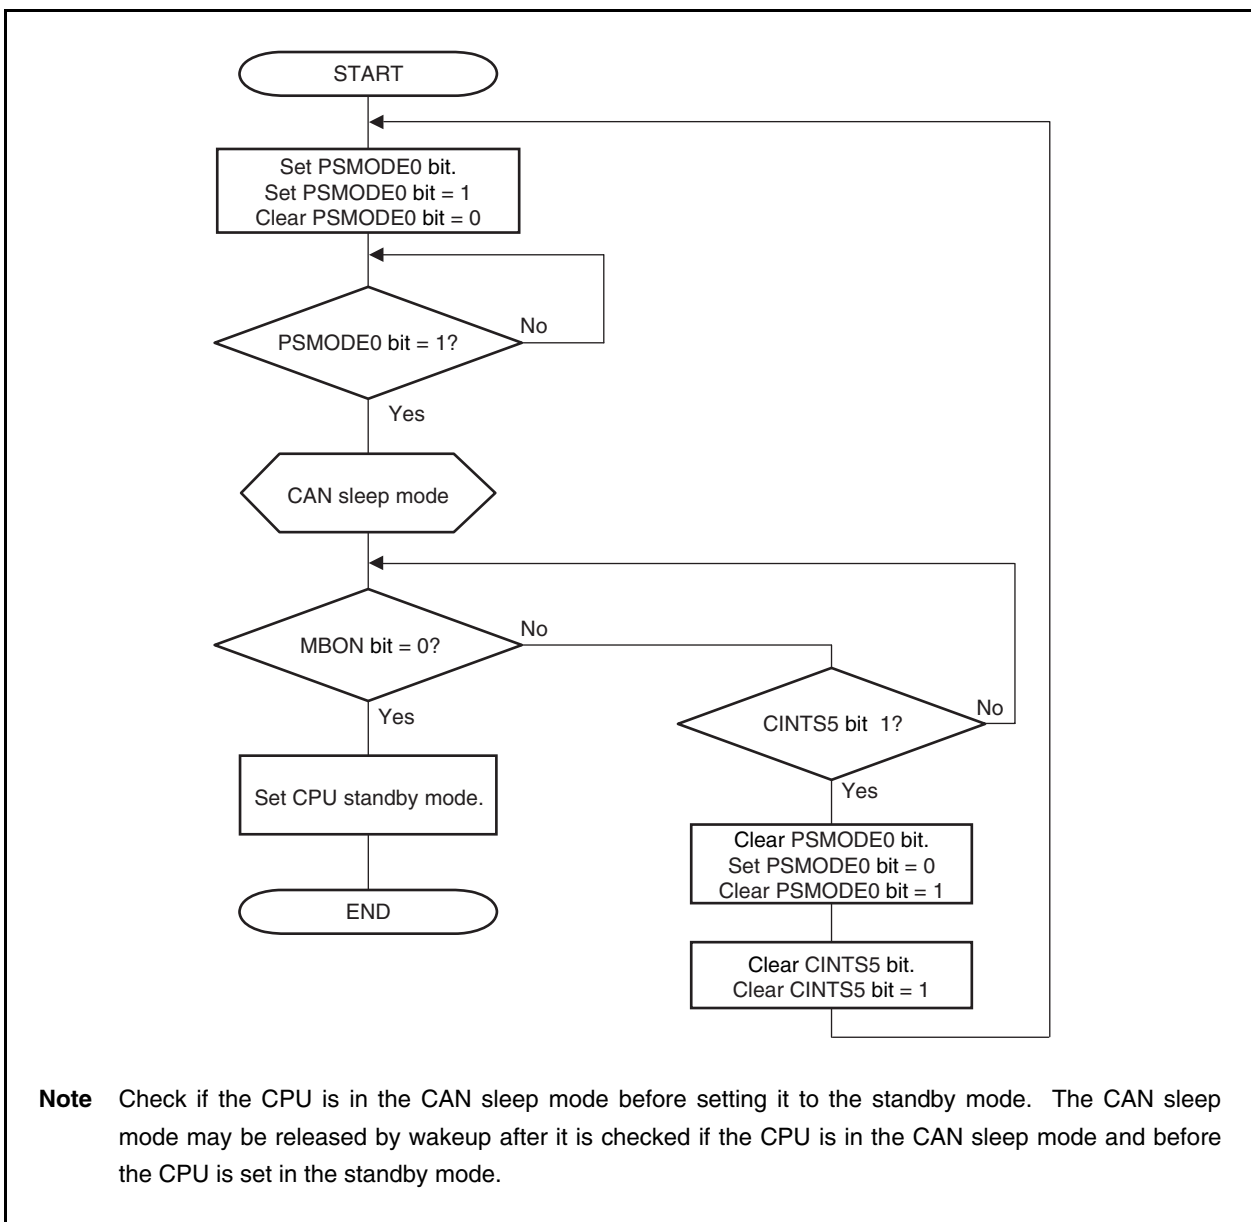 START
Set PSMODE0 bit.
Set PSMODE0 bit = 1
Clear PSMODE0 bit = 0
PSMODE0 bit = 1?
No
Yes
CAN sleep mode
MBON bit = 0?
No
Yes
CINTS5 bit 1?
No
Yes
Set CPU standby mode.
Clear PSMODE0 bit.
Set PSMODE0 bit = 0
Clear PSMODE0 bit = 1
END
Clear CINTS5 bit.
Clear CINTS5 bit = 1
Note Check if the CPU is in the CAN sleep mode before setting it to the standby mode. The CAN sleep
mode may be released by wakeup after it is checked if the CPU is in the CAN sleep mode and before
the CPU is set in the standby mode.